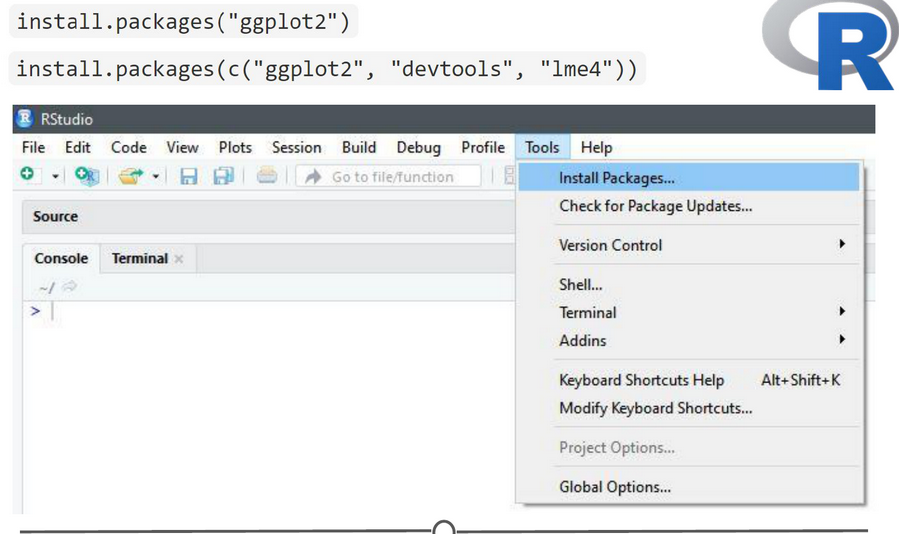 install.packages("ggplot2")
install.packages(c("ggplot2", "devtools", "lme4"))
R
R RStudio
File Edit Code View Plots Session Build Debug Profile Tools Help
Go to file/function
Install Packages...
Check for Package Updates...
Source
Version Control
Console Terminal ×
~/
Shell...
>
Terminal
Addins
Keyboard Shortcuts Help Alt+Shift+K
Modify Keyboard Shortcuts...
Project Options...
Global Options...